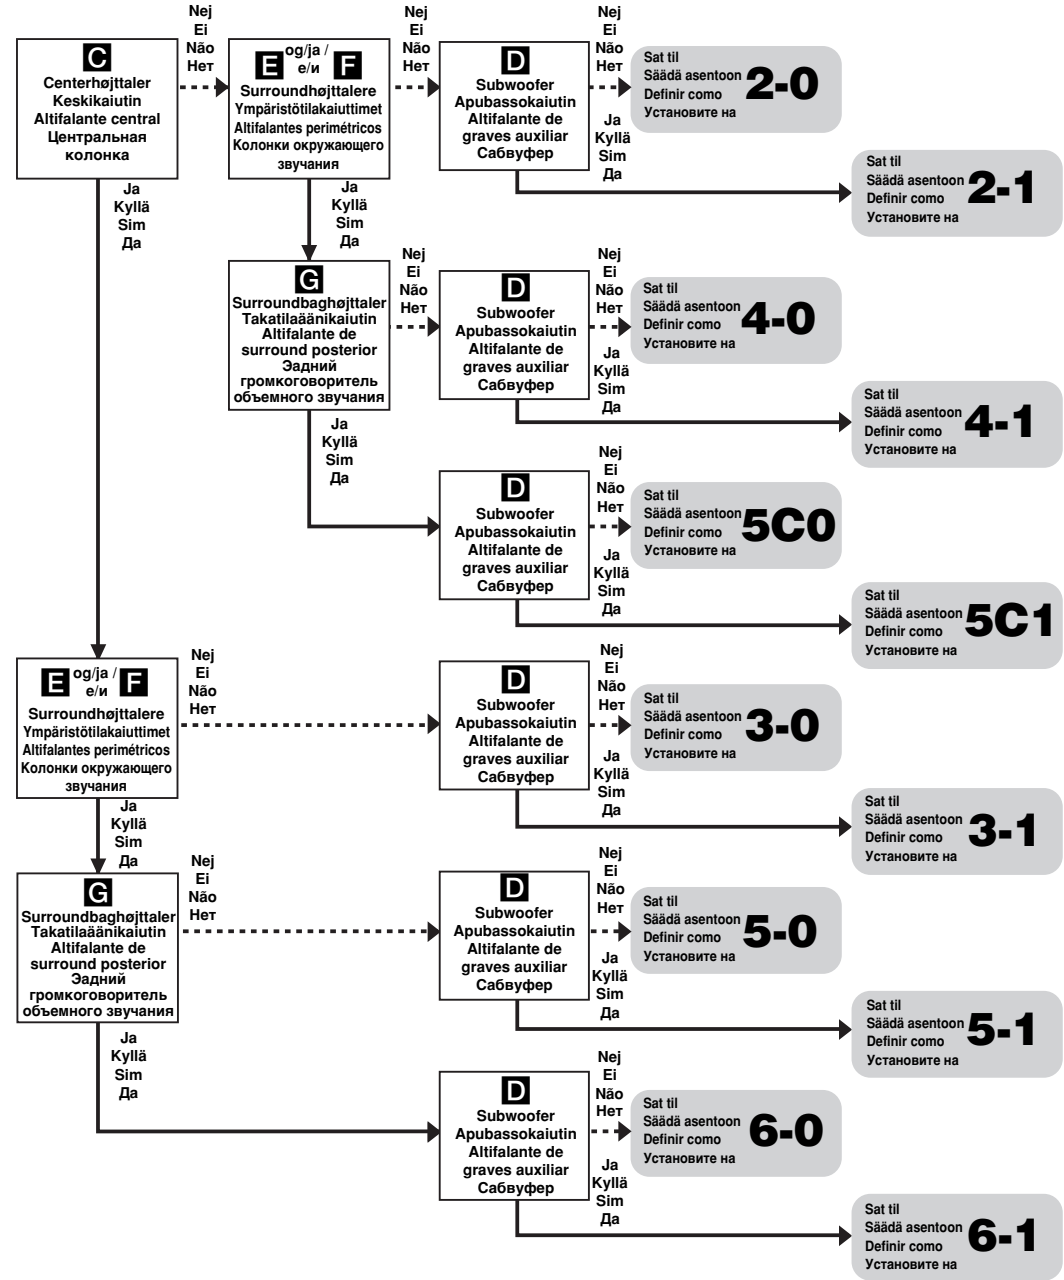 Nej
Ei
Não
Нет
Nej
Ei
Não
Нет
Nej
Ei
Não
Нет
C
Centerhøjttaler
Keskikaiutin
Altifalante central
Центральная
колонка
E og/ja / е/и F
Surroundhøjttalere
Ympäristötilakaiuttimet
Altifalantes perimétricos
Колонки окружающего
звучания
D
Subwoofer
Apubassokaiutin
Altifalante de
graves auxiliar
Сабвуфер
Sat til
Säädä asentoon
Definir como
Установите на
2-0
Ja
Kyllä
Sim
Да
Sat til
Säädä asentoon
Definir como
Установите на
2-1
Ja
Kyllä
Sim
Да
Ja
Kyllä
Sim
Да
G
Surroundbaghøjttaler
Takatilaäänikaiutin
Altifalante de
surround posterior
Эадний
громкоговоритель
объемного звучания
Nej
Ei
Não
Нет
D
Subwoofer
Apubassokaiutin
Altifalante de
graves auxiliar
Сабвуфер
Nej
Ei
Não
Нет
Sat til
Säädä asentoon
Definir como
Установите на
4-0
Ja
Kyllä
Sim
Да
Sat til
Säädä asentoon
Definir como
Установите на
4-1
Ja
Kyllä
Sim
Да
D
Subwoofer
Apubassokaiutin
Altifalante de
graves auxiliar
Сабвуфер
Nej
Ei
Não
Нет
Sat til
Säädä asentoon
Definir como
Установите на
5C0
Ja
Kyllä
Sim
Да
Sat til
Säädä asentoon
Definir como
Установите на
5C1
E og/ja / е/и F
Surroundhøjttalere
Ympäristötilakaiuttimet
Altifalantes perimétricos
Колонки окружающего
звучания
Nej
Ei
Não
Нет
D
Subwoofer
Apubassokaiutin
Altifalante de
graves auxiliar
Сабвуфер
Nej
Ei
Não
Нет
Sat til
Säädä asentoon
Definir como
Установите на
3-0
Ja
Kyllä
Sim
Да
Sat til
Säädä asentoon
Definir como
Установите на
3-1
Ja
Kyllä
Sim
Да
G
Surroundbaghøjttaler
Takatilaäänikaiutin
Altifalante de
surround posterior
Эадний
громкоговоритель
объемного звучания
Nej
Ei
Não
Нет
D
Subwoofer
Apubassokaiutin
Altifalante de
graves auxiliar
Сабвуфер
Nej
Ei
Não
Нет
Sat til
Säädä asentoon
Definir como
Установите на
5-0
Ja
Kyllä
Sim
Да
Sat til
Säädä asentoon
Definir como
Установите на
5-1
Ja
Kyllä
Sim
Да
D
Subwoofer
Apubassokaiutin
Altifalante de
graves auxiliar
Сабвуфер
Nej
Ei
Não
Нет
Sat til
Säädä asentoon
Definir como
Установите на
6-0
Ja
Kyllä
Sim
Да
Sat til
Säädä asentoon
Definir como
Установите на
6-1